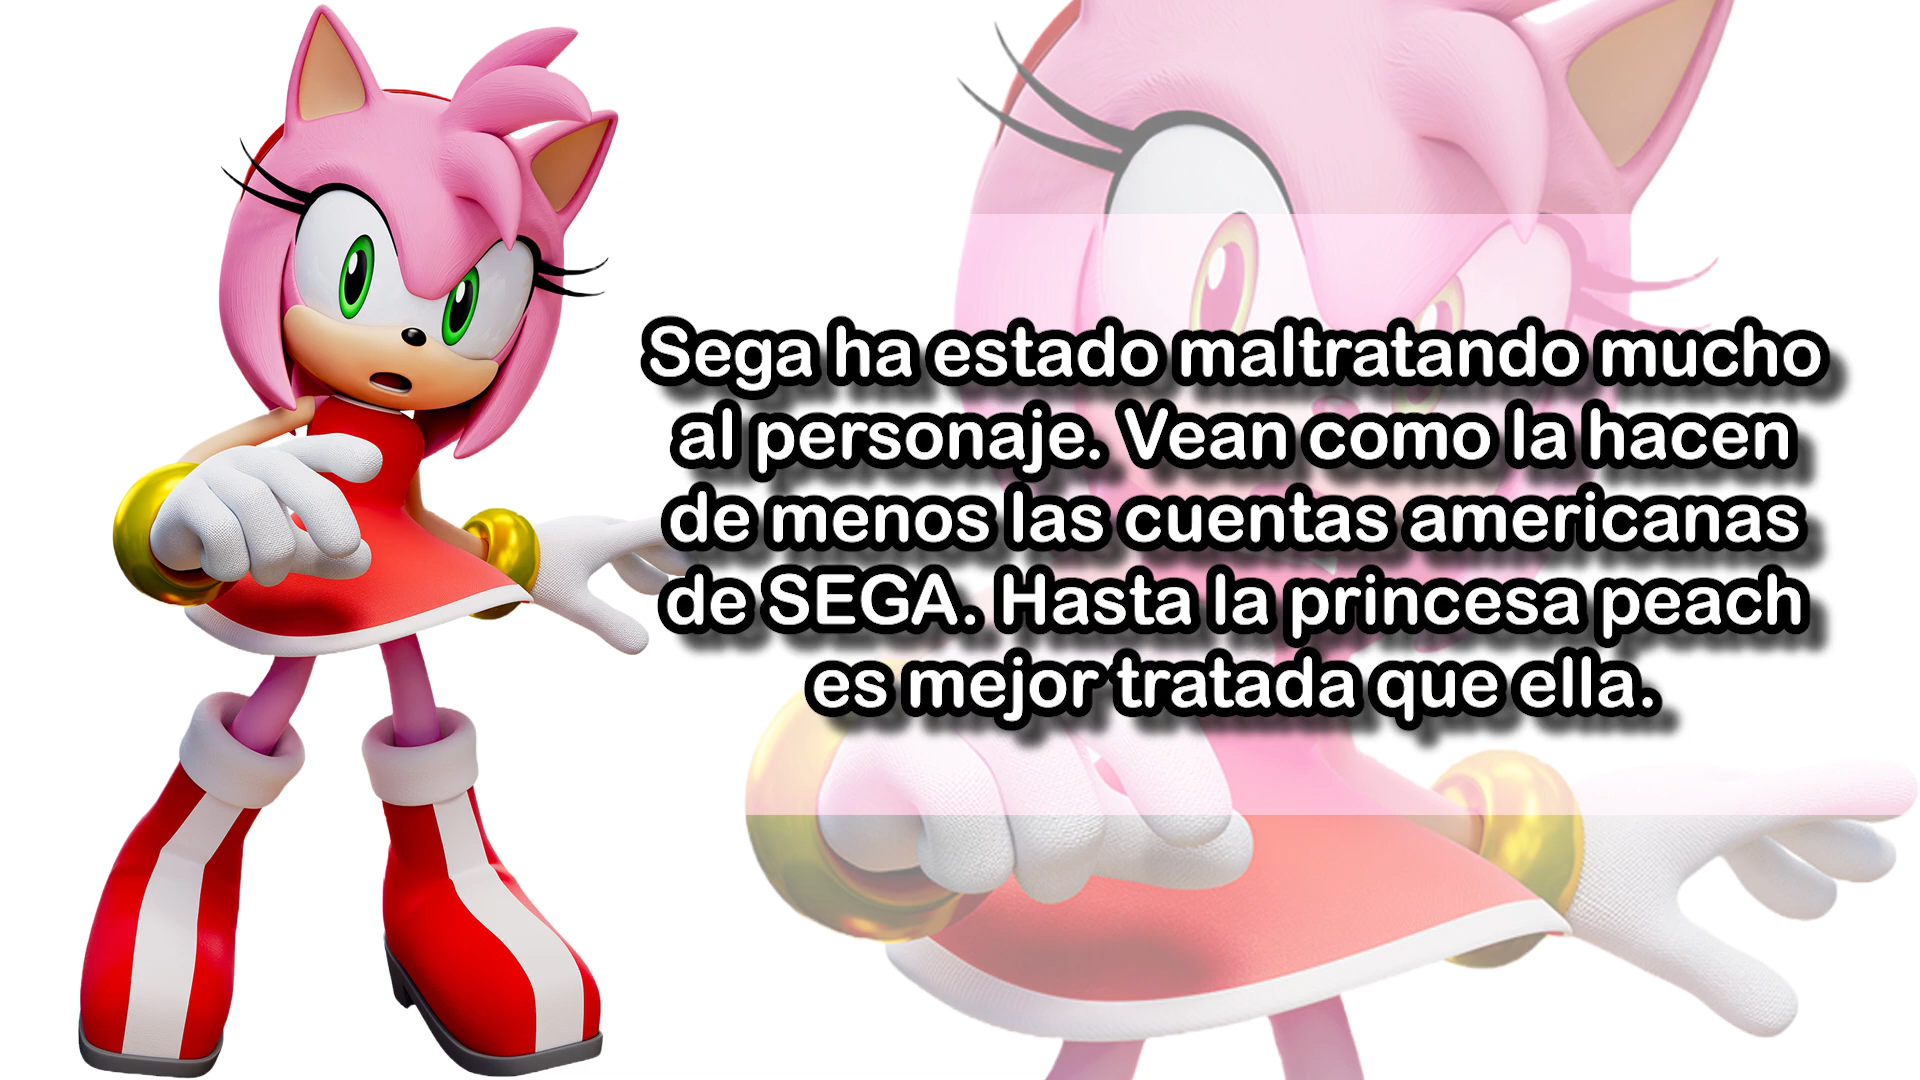 Sega ha estado maltratando mucho
al personaje. Vean como la hacen
de menos las cuentas americanas
de SEGA. Hasta la princesa peach
es mejor tratada que ella.